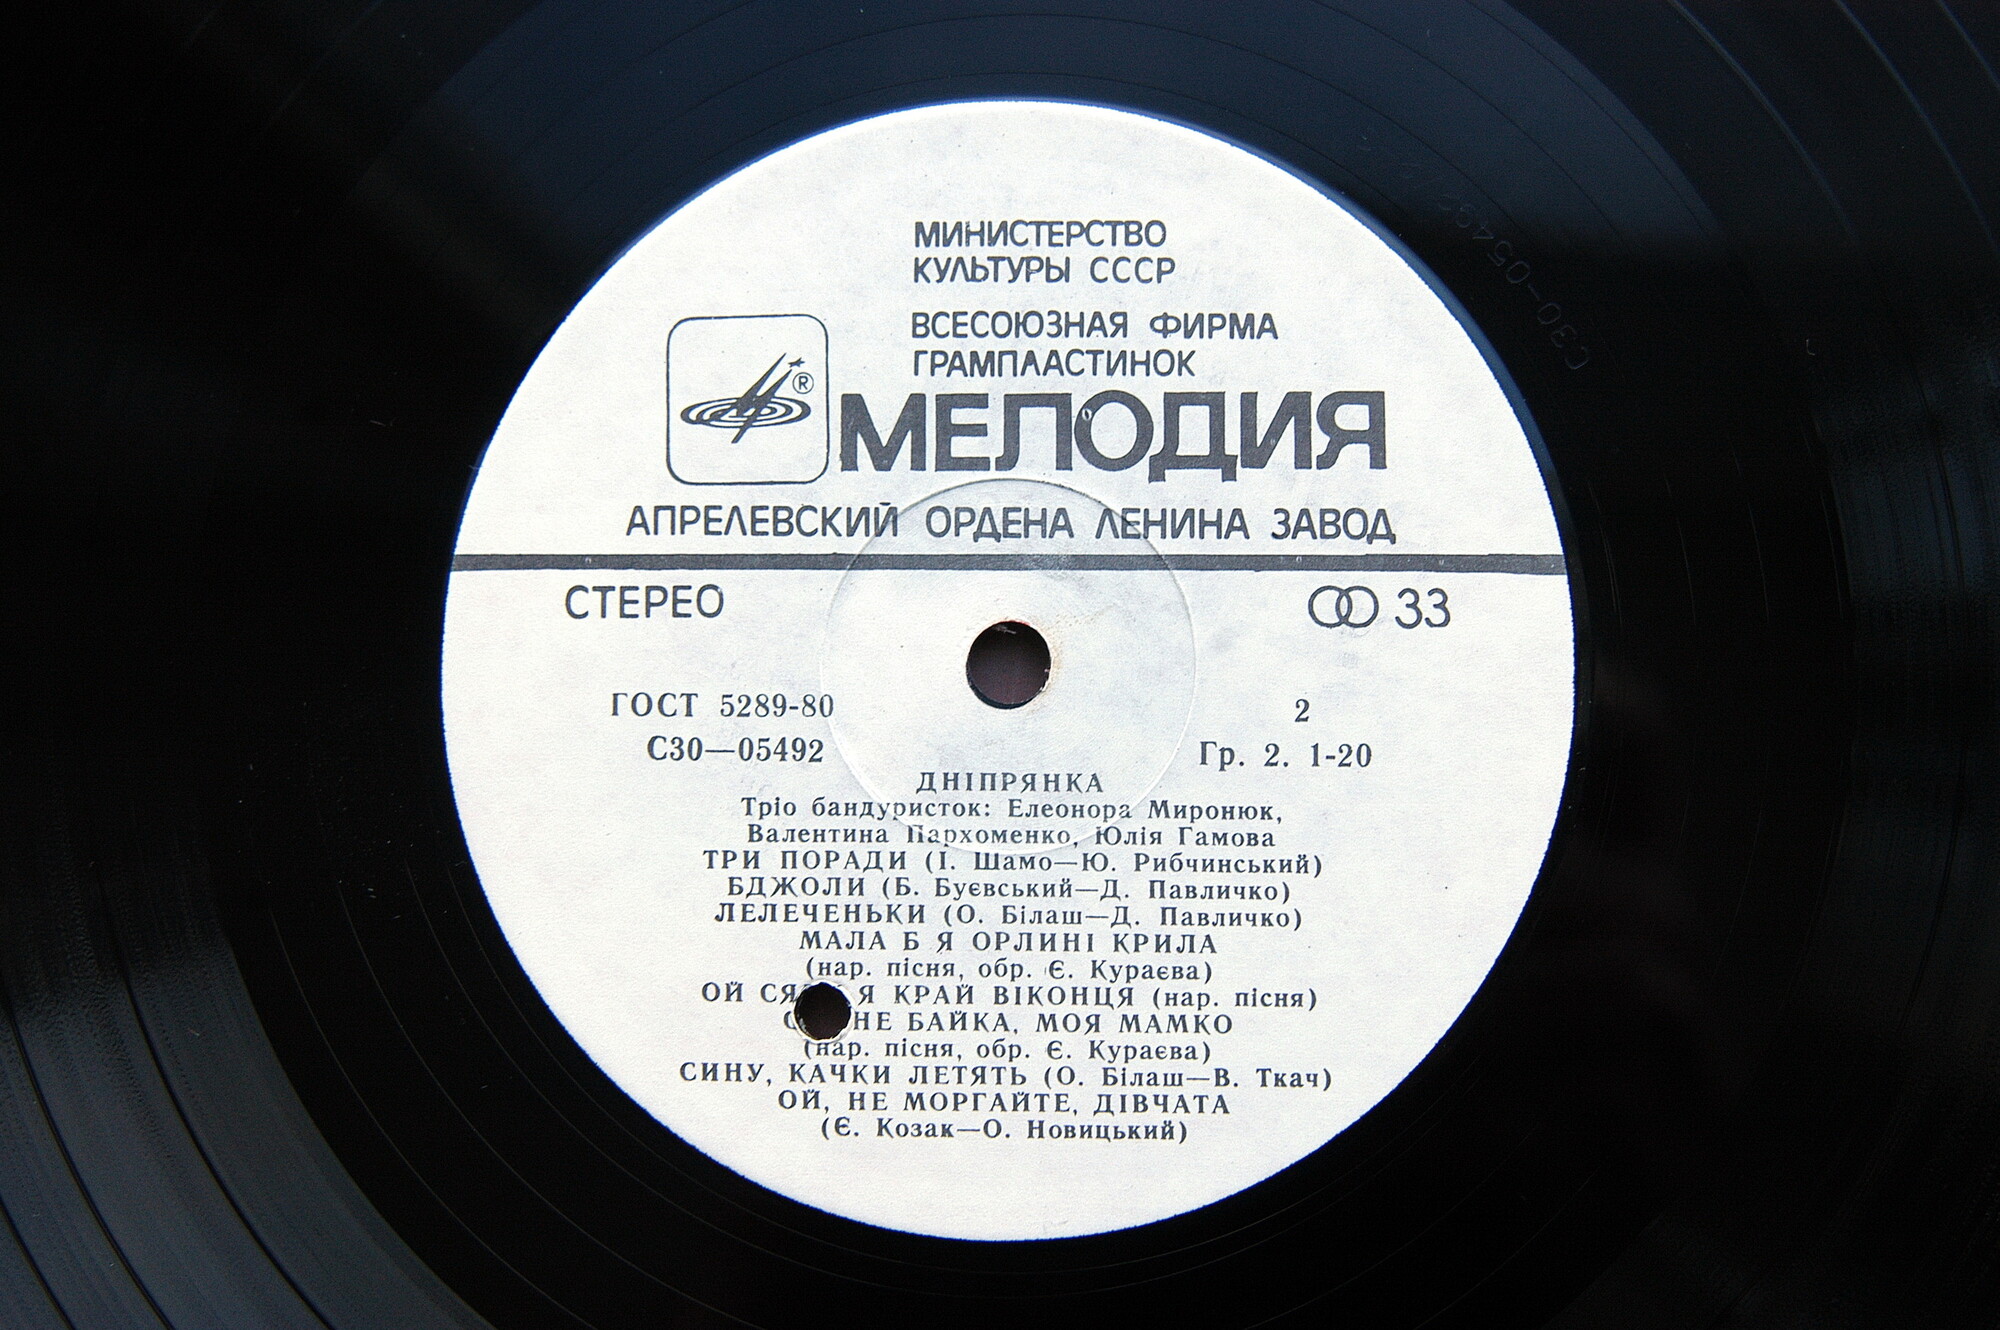 МИНИСТЕРСТВО
КУЛЬТУРЫ СССР
ВСЕСОЮЗНАЯ ФИРМА
ГРАМПЛАСТИНОК
®
МЕЛОДИЯ
АПРЕЛЕВСКИЙ ОРДЕНА ЛЕНИНА ЗАВОД
СТЕРЕО 33
ГОСТ 5289-80 2
С30—05492 Гр. 2. 1-20
ДНІПРЯНКА
Тріо бандуристок: Елеонора Миронюк,
Валентина Пархоменко, Юлія Гамова
ТРИ ПОРАДИ (І. Шамо—Ю. Рибчинський)
БДЖОЛИ (Б. Буєвський—Д. Павличко)
ЛЕЛЕЧЕНЬКИ (О. Білаш—Д. Павличко)
МАЛА Б Я ОРЛИНІ КРИЛА
(нар. пісня, обр. Є. Кураєва)
ОЙ Я КРАЙ ВІКОНЦЯ (нар. пісня)
НЕ БАЙКА, МОЯ МАМКО
(нар. пісня, обр. Є. Кураєва)
СИНУ, КАЧКИ ЛЕТЯТЬ (О. Білаш—В. Ткач)
ОЙ, НЕ МОРГАЙТЕ, ДІВЧАТА
(Є. Козак—О. Новицький)